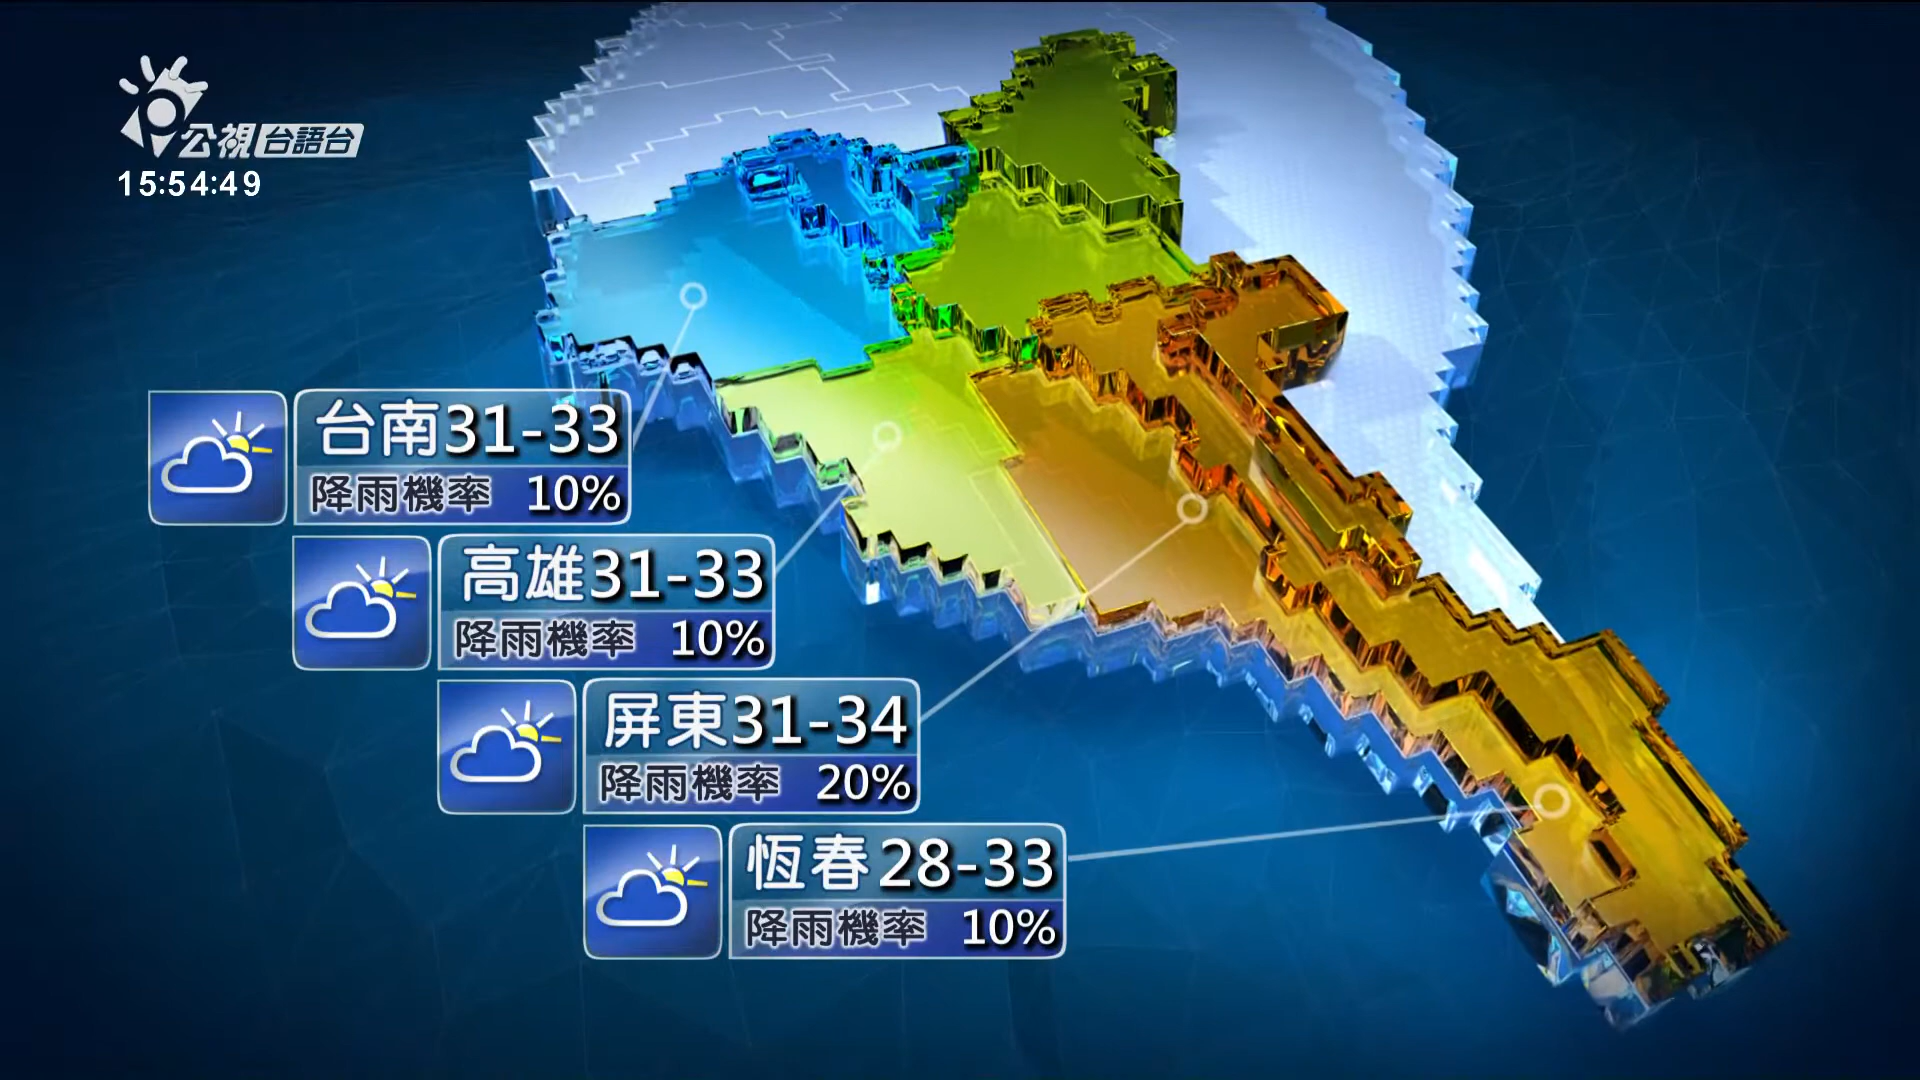 公視台語台
15:54:49
台南31-33
降雨機率 10%
高雄31-33
降雨機率 10%
屏東31-34
降雨機率 20%
恆春28-33
降雨機率 10%